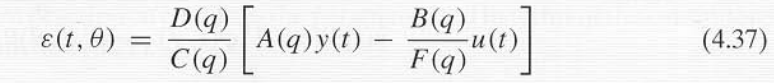 ε(t, θ) = D(q)/C(q) [A(q)y(t) − B(q)/F(q) u(t)] (4.37)